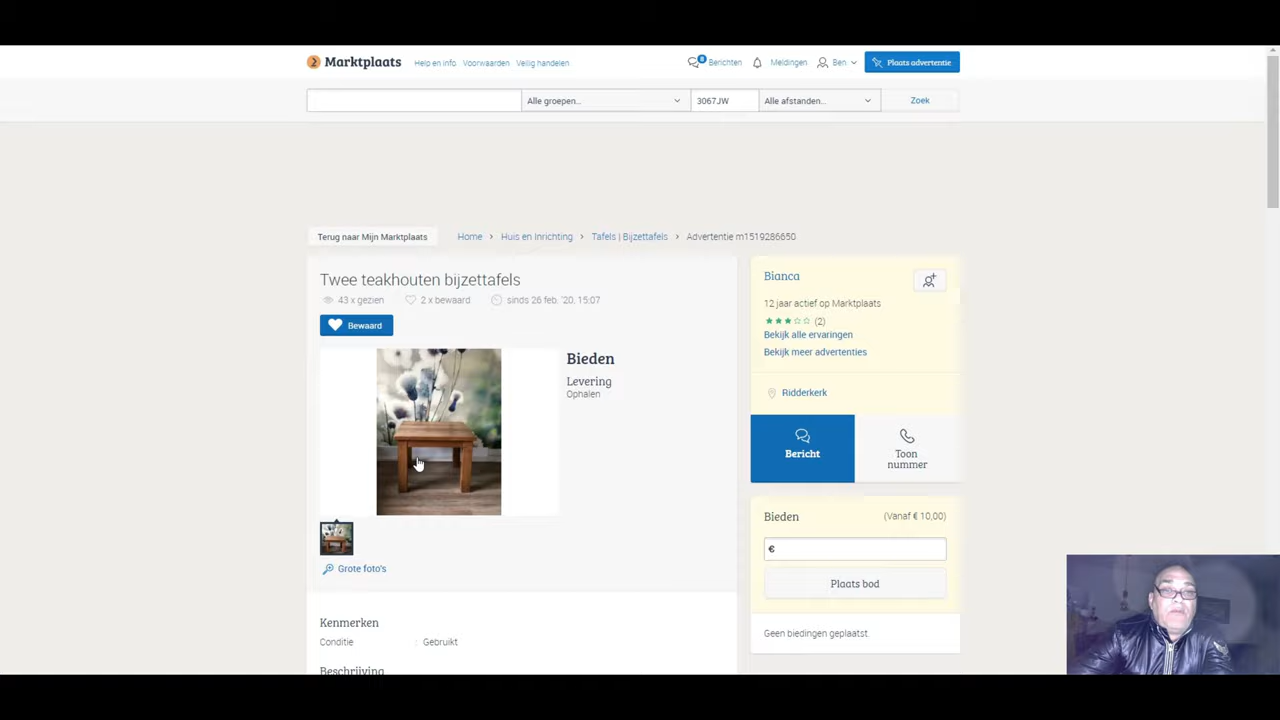 Marktplaats Help en info. Voorwaarden Veilig handelen 8 Berichten Meldingen Ben Plaats advertentie
Alle groepen... 3067JW Alle afstanden... Zoek
Terug naar Mijn Marktplaats Home > Huis en Inrichting > Tafels | Bijzettafels > Advertentie m1519286650
Twee teakhouten bijzettafels
43 x gezien 2 x bewaard sinds 26 feb. '20, 15:07
Bewaard
Bieden
Levering
Ophalen
Grote foto's
Kenmerken
Conditie : Gebruikt
Beschrijving
Bianca
12 jaar actief op Marktplaats
(2)
Bekijk alle ervaringen
Bekijk meer advertenties
Ridderkerk
Bericht
Toon
nummer
Bieden (Vanaf € 10,00)
€
Plaats bod
Geen biedingen geplaatst.